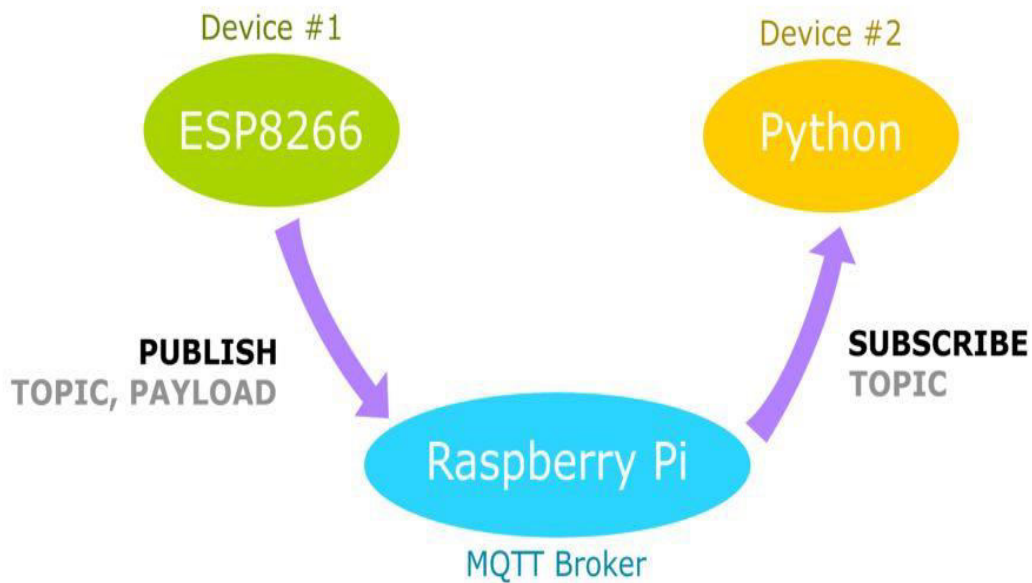 Device #1
ESP8266
Device #2
Python
PUBLISH
TOPIC, PAYLOAD
SUBSCRIBE
TOPIC
Raspberry Pi
MQTT Broker